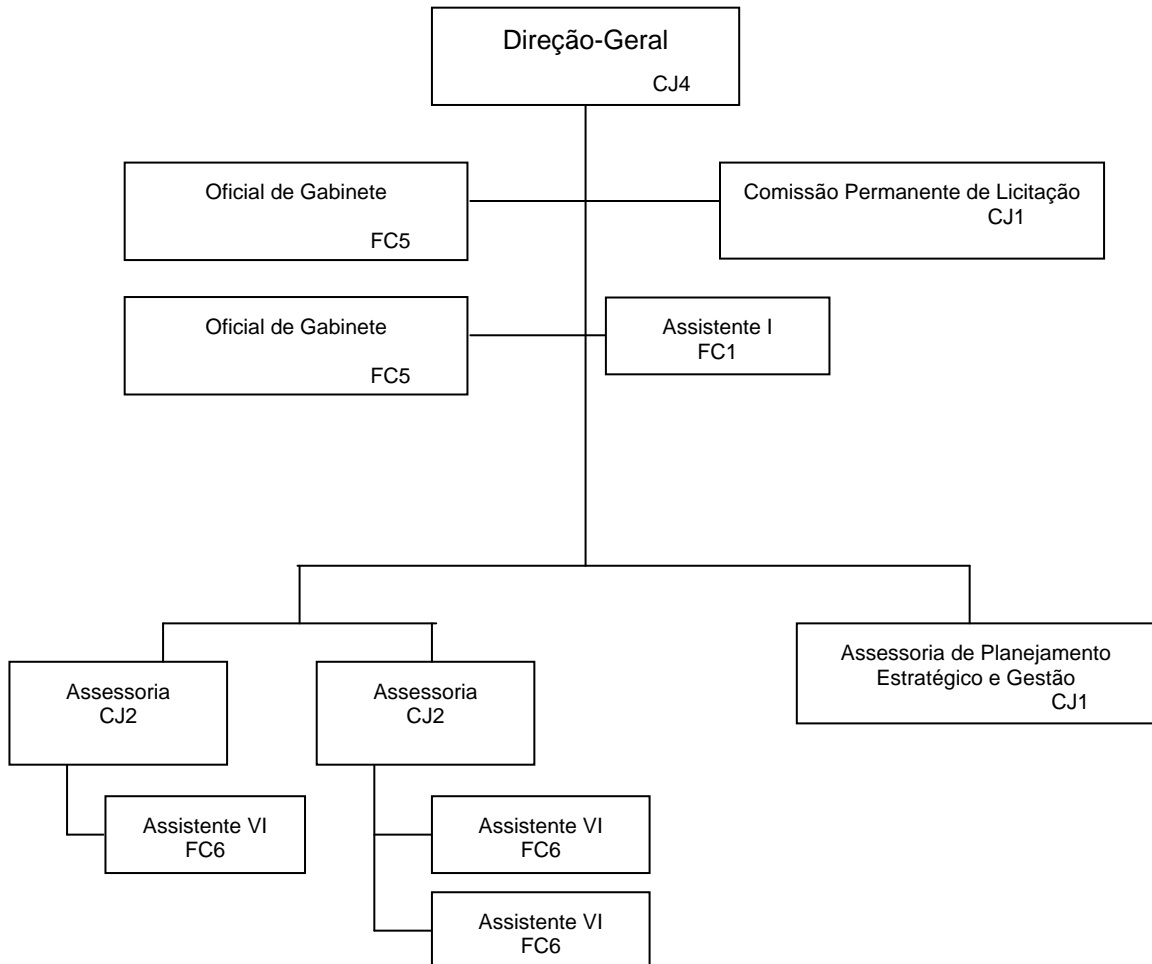 Direção-Geral
CJ4
Oficial de Gabinete
FC5
Comissão Permanente de Licitação
CJ1
Oficial de Gabinete
FC5
Assistente I
FC1
Assessoria
CJ2
Assessoria
CJ2
Assessoria de Planejamento
Estratégico e Gestão
CJ1
Assistente VI
FC6
Assistente VI
FC6
Assistente VI
FC6